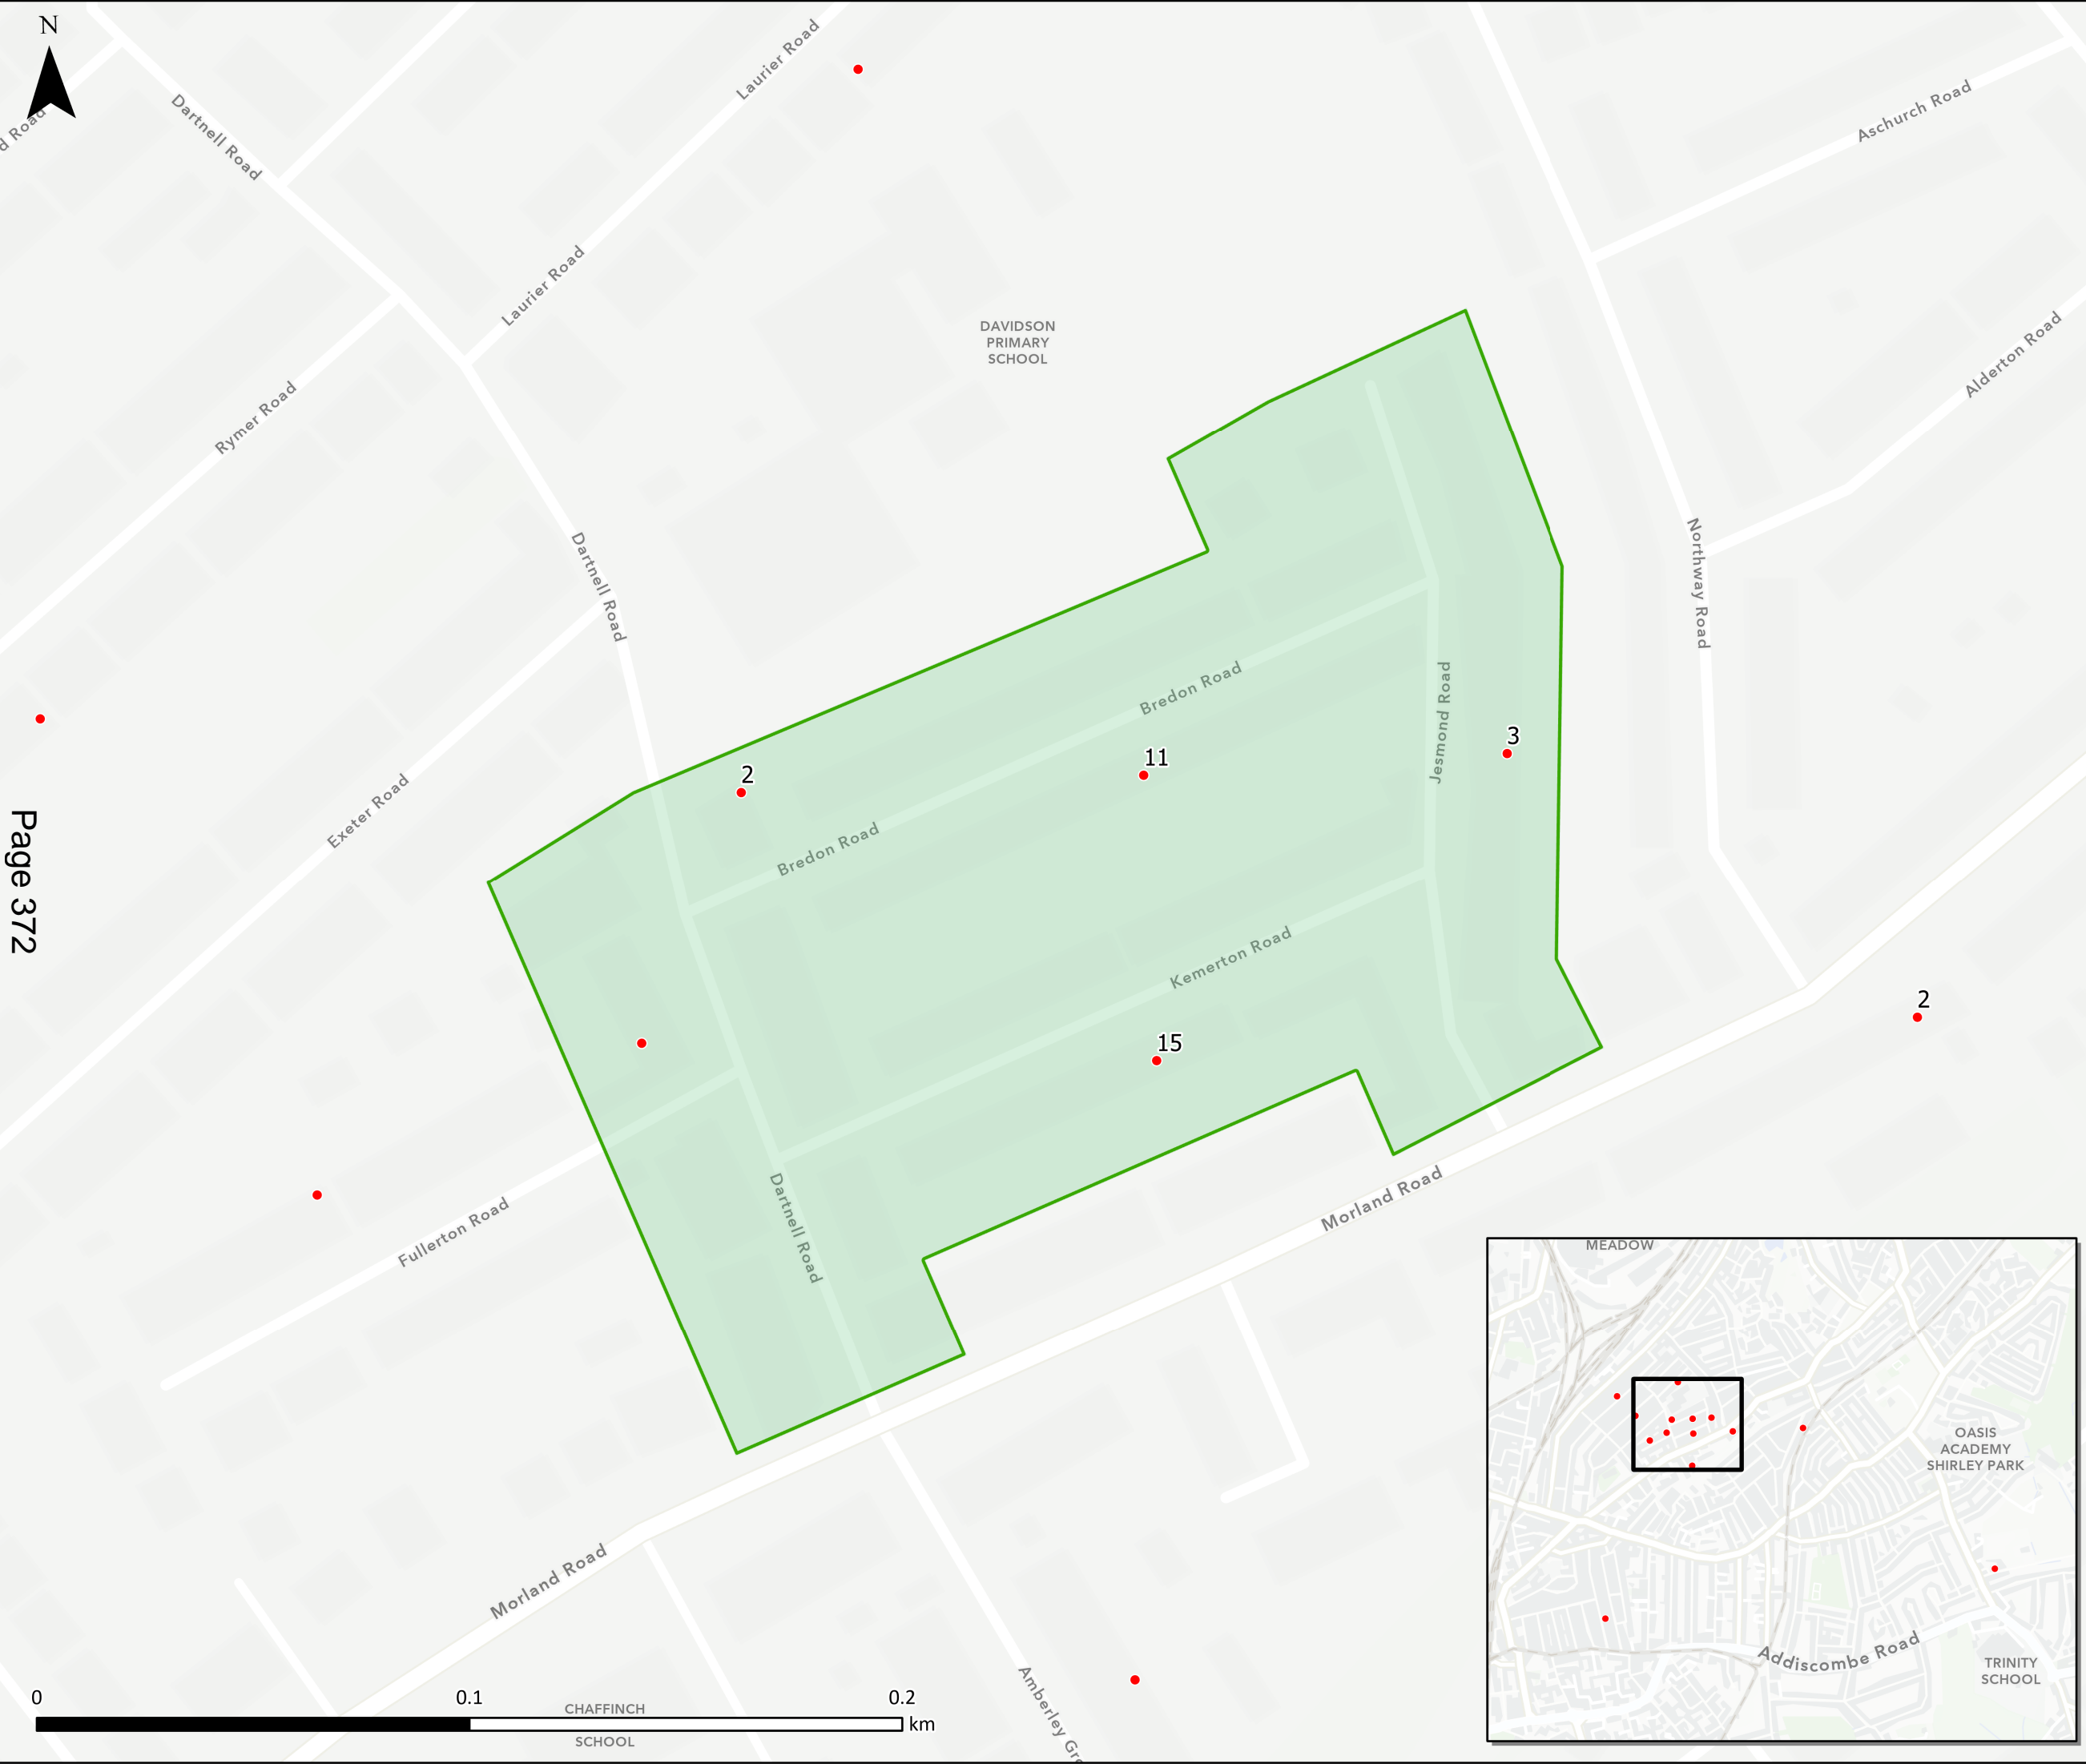 N
Laurier Road
Aschurch Road
Dartnell Road
d Road
Laurier Road
DAVIDSON
PRIMARY
SCHOOL
Alderton Road
Rymer Road
Dartnell Road
Northway Road
Bredon Road
Jesmond Road
3
11
2
Exeter Road
Page 372
Bredon Road
Kemerton Road
2
15
Fullerton Road
Dartnell Road
Morland Road
MEADOW
OASIS
ACADEMY
SHIRLEY PARK
Morland Road
Addiscombe Road
TRINITY
SCHOOL
Amberley Gro
0 0.1 0.2
km
CHAFFINCH
SCHOOL